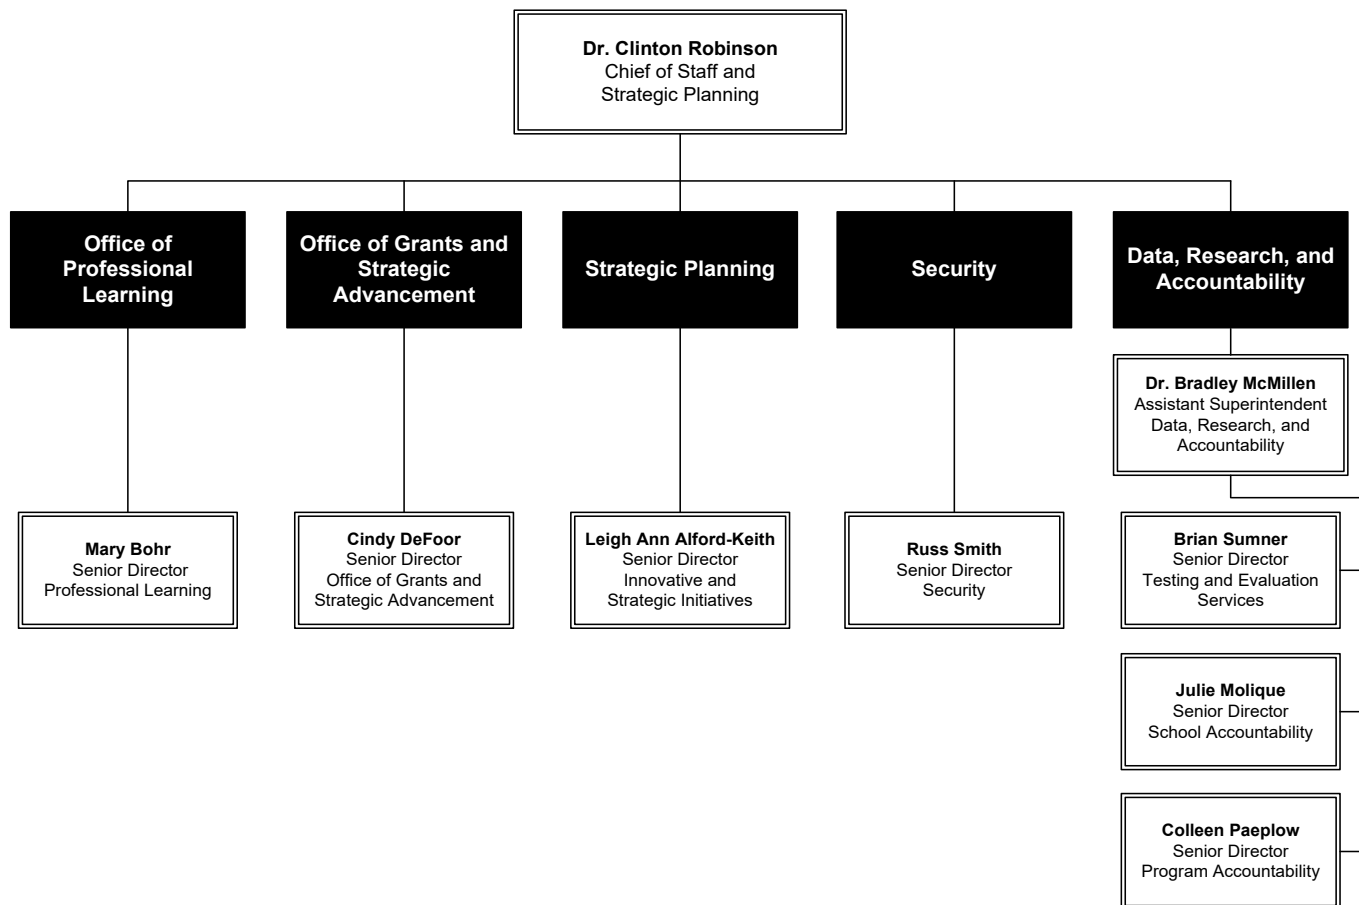 Dr. Clinton Robinson
Chief of Staff and
Strategic Planning
Office of
Professional
Learning
Office of Grants and
Strategic
Advancement
Strategic Planning
Security
Data, Research, and
Accountability
Dr. Bradley McMillen
Assistant Superintendent
Data, Research, and
Accountability
Mary Bohr
Senior Director
Professional Learning
Cindy DeFoor
Senior Director
Office of Grants and
Strategic Advancement
Leigh Ann Alford-Keith
Senior Director
Innovative and
Strategic Initiatives
Russ Smith
Senior Director
Security
Brian Sumner
Senior Director
Testing and Evaluation
Services
Julie Molique
Senior Director
School Accountability
Colleen Paeplow
Senior Director
Program Accountability